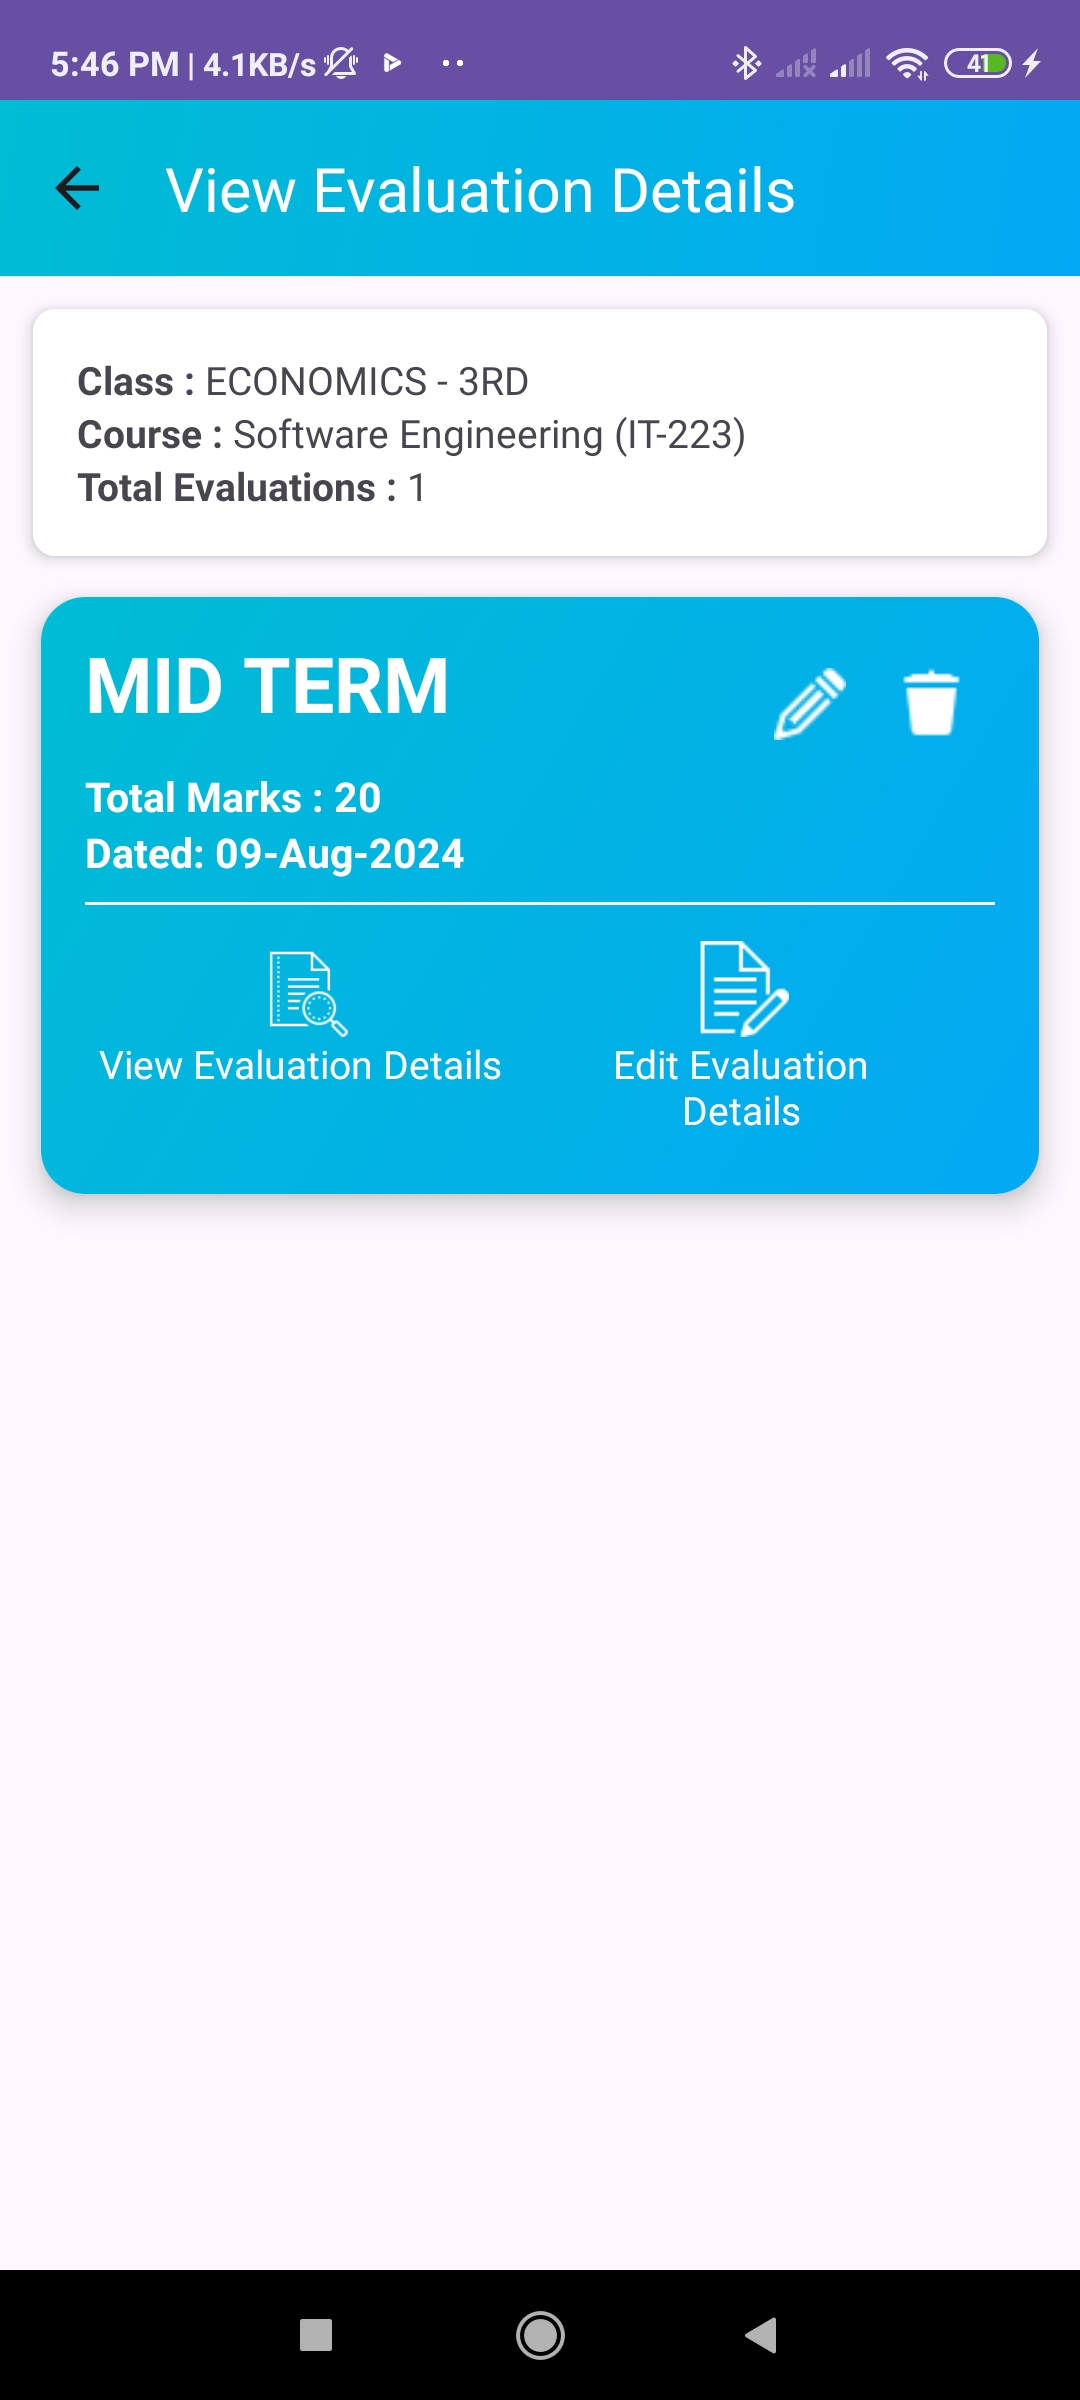 5:46 PM | 4.1KB/s
41
View Evaluation Details
Class : ECONOMICS - 3RD
Course : Software Engineering (IT-223)
Total Evaluations : 1
MID TERM
Total Marks : 20
Dated: 09-Aug-2024
View Evaluation Details
Edit Evaluation
Details